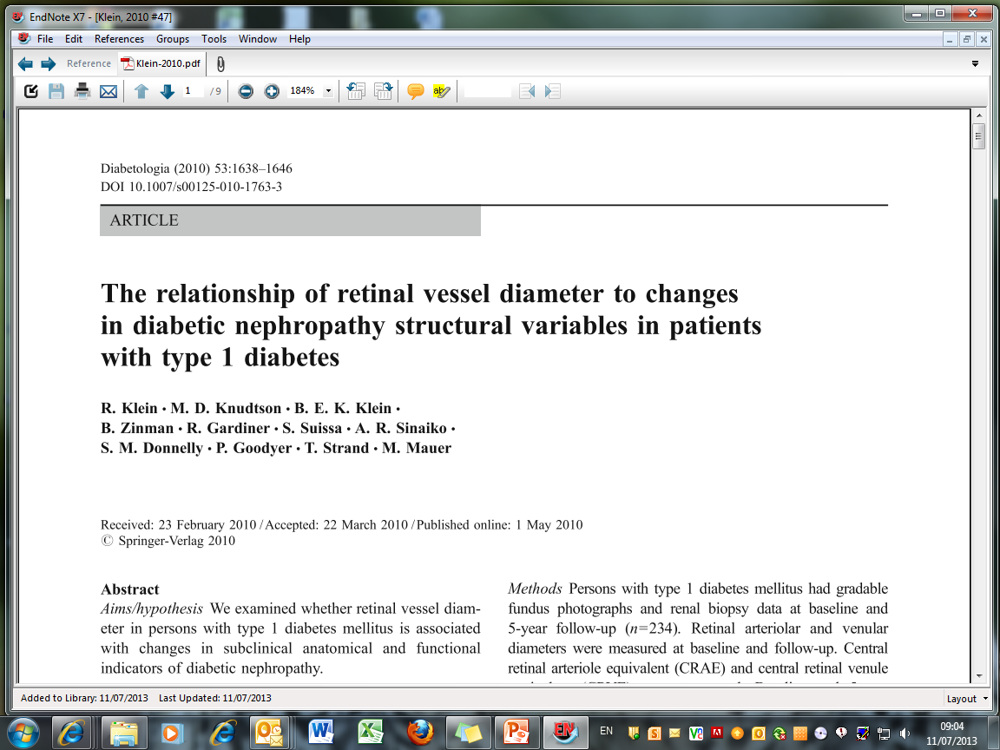 EndNote X7 - [Klein, 2010 #47]
File Edit References Groups Tools Window Help
Reference Klein-2010.pdf
1 / 9 184%
Diabetologia (2010) 53:1638–1646
DOI 10.1007/s00125-010-1763-3
ARTICLE
The relationship of retinal vessel diameter to changes
in diabetic nephropathy structural variables in patients
with type 1 diabetes
R. Klein • M. D. Knudtson • B. E. K. Klein •
B. Zinman • R. Gardiner • S. Suissa • A. R. Sinaiko •
S. M. Donnelly • P. Goodyer • T. Strand • M. Mauer
Received: 23 February 2010 / Accepted: 22 March 2010 / Published online: 1 May 2010
© Springer-Verlag 2010
Abstract
Aims/hypothesis We examined whether retinal vessel diam-
eter in persons with type 1 diabetes mellitus is associated
with changes in subclinical anatomical and functional
indicators of diabetic nephropathy.
Methods Persons with type 1 diabetes mellitus had gradable
fundus photographs and renal biopsy data at baseline and
5-year follow-up (n=234). Retinal arteriolar and venular
diameters were measured at baseline and follow-up. Central
retinal arteriole equivalent (CRAE) and central retinal venule
Added to Library: 11/07/2013 Last Updated: 11/07/2013
Layout
EN
09:04
11/07/2013